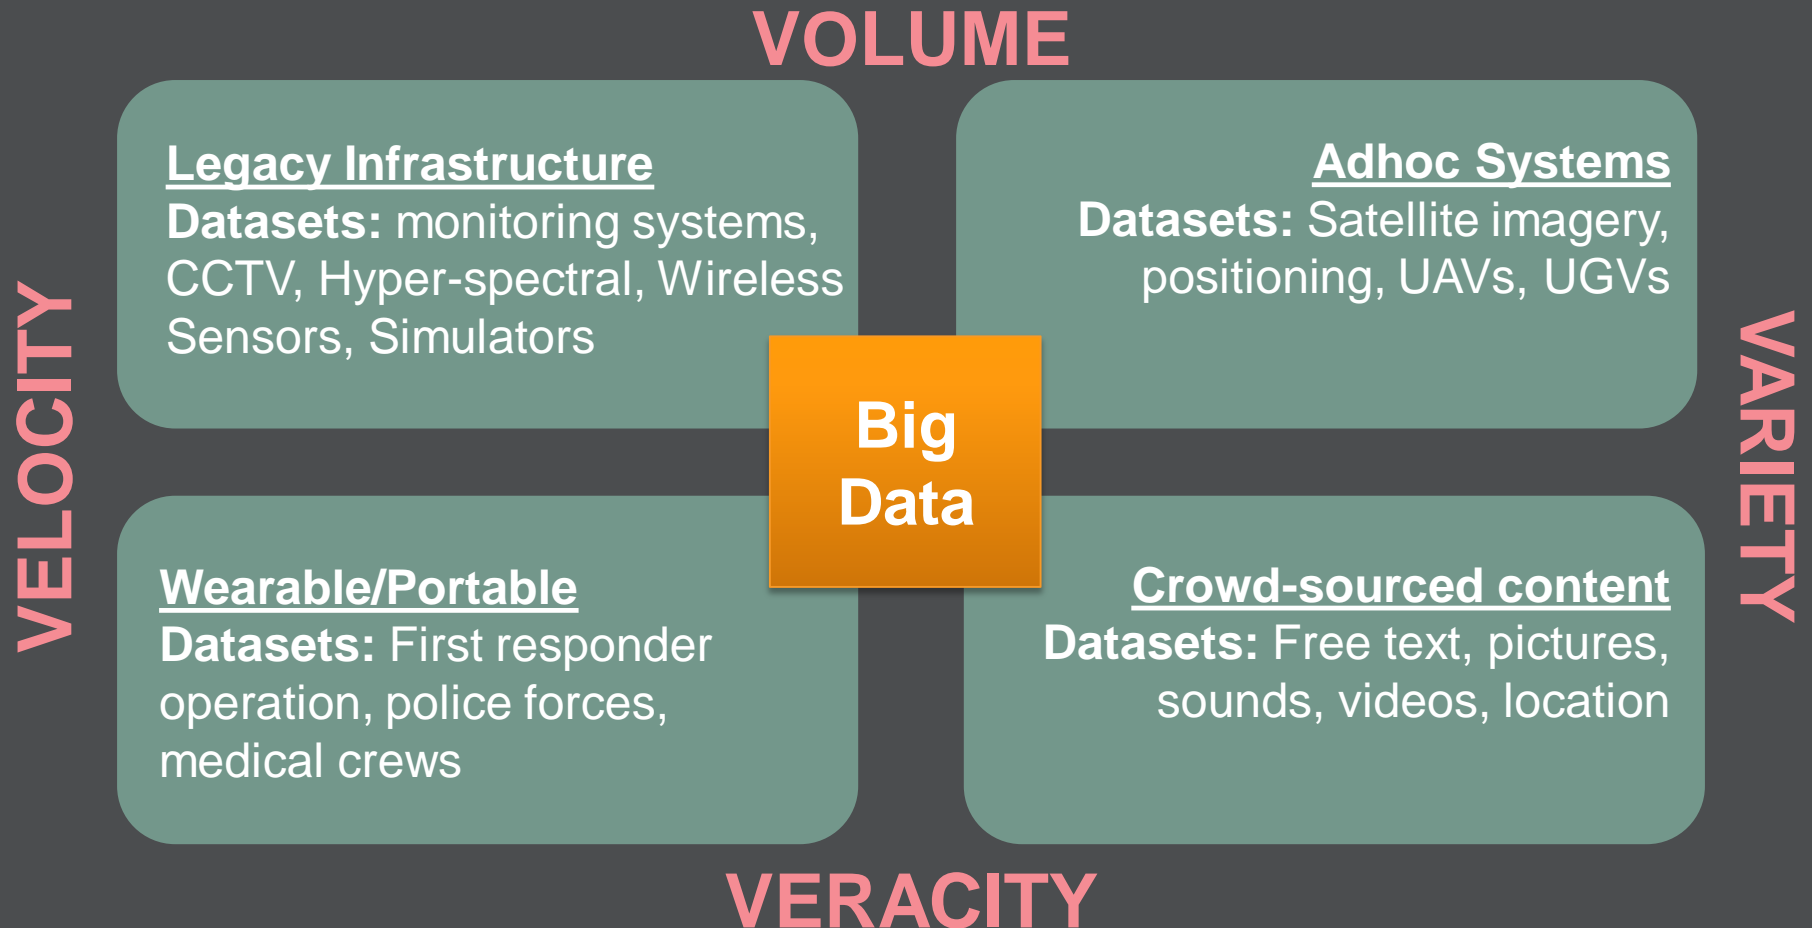 VOLUME
Legacy Infrastructure
Datasets: monitoring systems,
CCTV, Hyper-spectral, Wireless
Sensors, Simulators
Adhoc Systems
Datasets: Satellite imagery,
positioning, UAVs, UGVs
VELOCITY
Big
Data
VARIETY
Wearable/Portable
Datasets: First responder
operation, police forces,
medical crews
Crowd-sourced content
Datasets: Free text, pictures,
sounds, videos, location
VERACITY